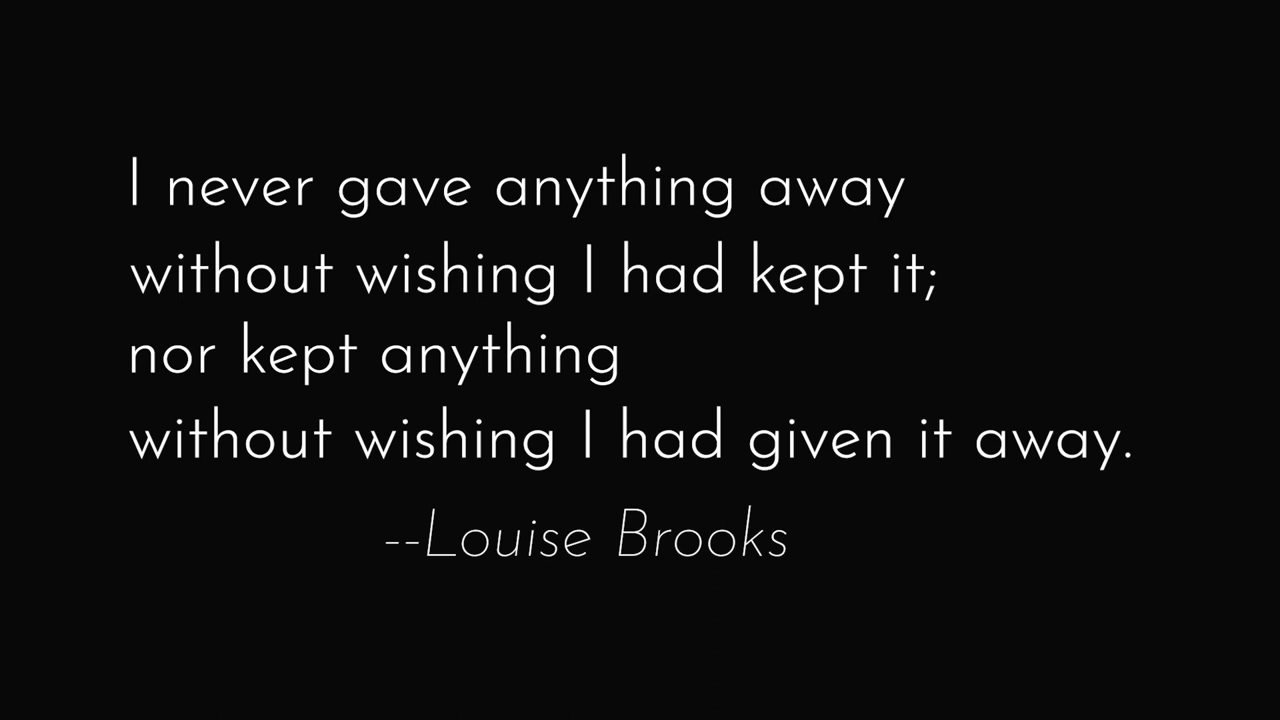 I never gave anything away
without wishing I had kept it;
nor kept anything
without wishing I had given it away.
--Louise Brooks